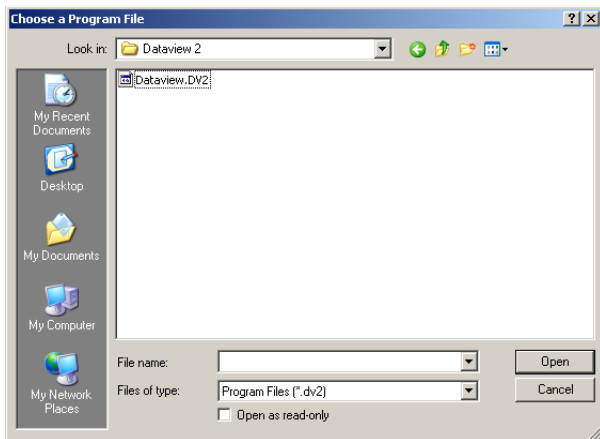 Choose a Program File
Look in:
Dataview 2
Dataview.DV2
My Recent
Documents
Desktop
My Documents
My Computer
My Network
Places
File name:
Open
Files of type:
Program Files (*.dv2)
Cancel
Open as read-only